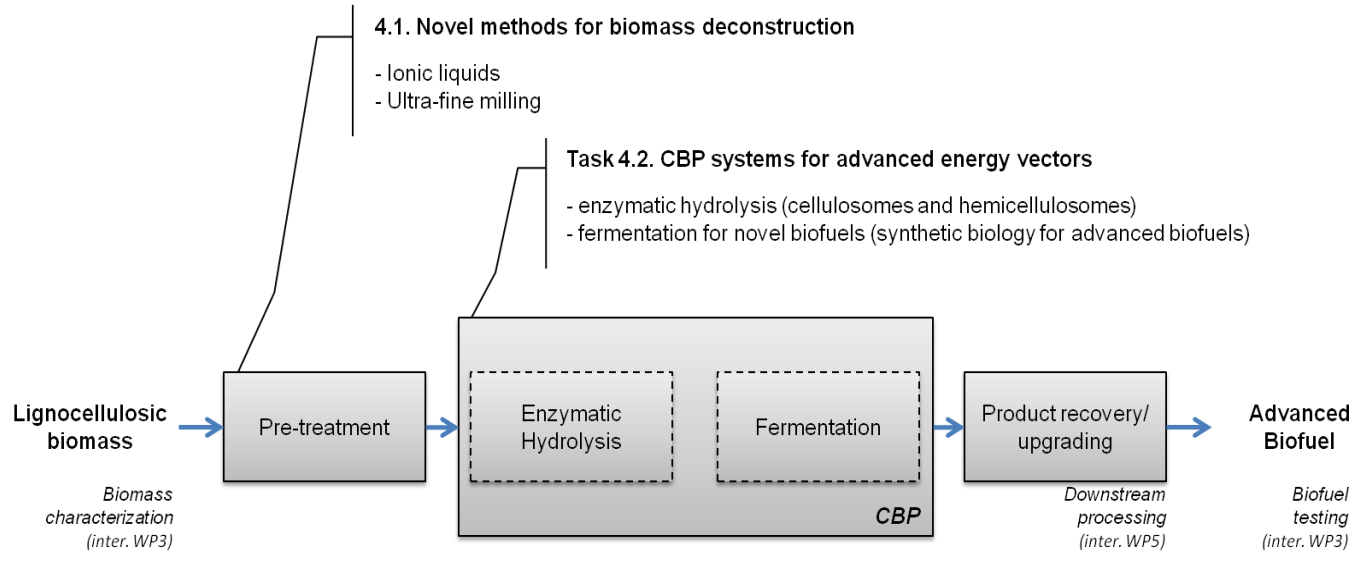 4.1. Novel methods for biomass deconstruction
- Ionic liquids
- Ultra-fine milling
Task 4.2. CBP systems for advanced energy vectors
- enzymatic hydrolysis (cellulosomes and hemicellulosomes)
- fermentation for novel biofuels (synthetic biology for advanced biofuels)
Lignocellulosic
biomass
Biomass
characterization
(inter. WP3)
Pre-treatment
Enzymatic
Hydrolysis
Fermentation
CBP
Product recovery/
upgrading
Downstream
processing
(inter. WP5)
Advanced
Biofuel
Biofuel
testing
(inter. WP3)